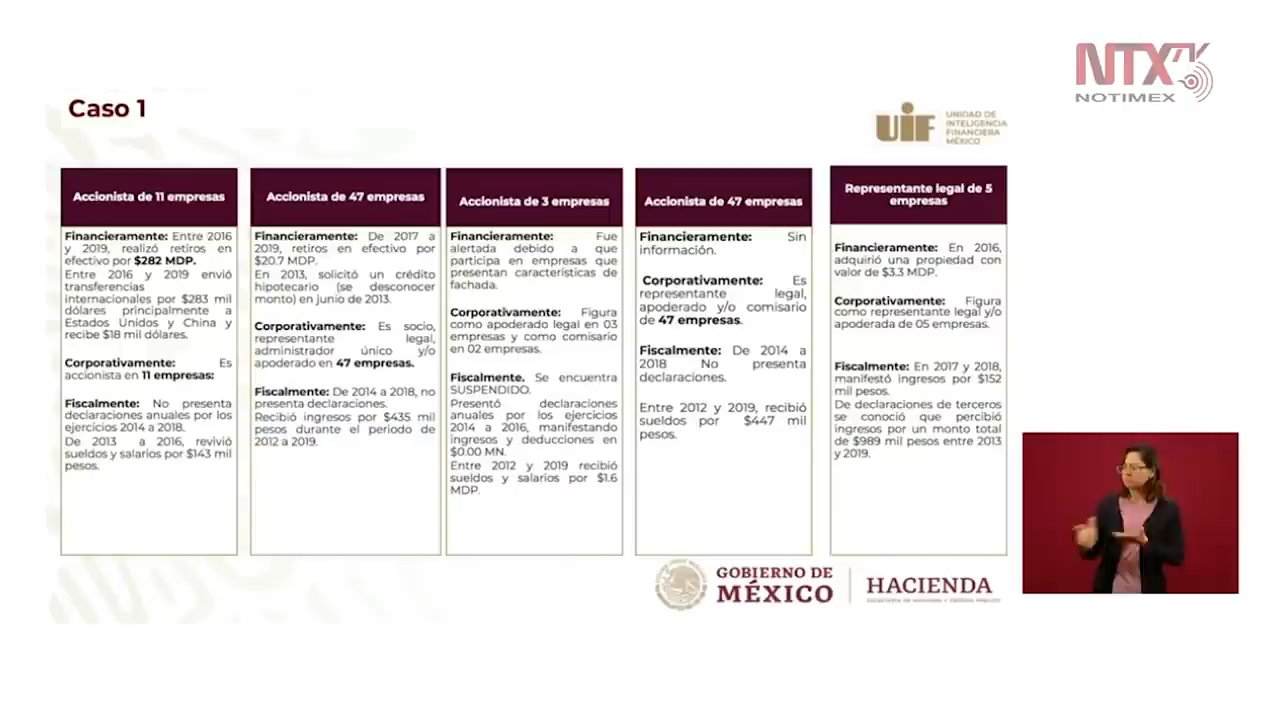 NTX
NOTIMEX
Caso 1
UIF
UNIDAD DE
INTELIGENCIA
FINANCIERA
MÉXICO
Accionista de 11 empresas
Financieramente: Entre 2016
y 2019, realizó retiros en
efectivo por $282 MDP.
Entre 2016 y 2019 envió
transferencias
internacionales por $283 mil
dólares principalmente a
Estados Unidos y China y
recibe $18 mil dólares.
Corporativamente: Es
accionista en 11 empresas:
Fiscalmente: No presenta
declaraciones anuales por los
ejercicios 2014 a 2018.
De 2013 a 2016, revivió
sueldos y salarios por $143 mil
pesos.
Accionista de 47 empresas
Financieramente: De 2017 a
2019, retiros en efectivo por
$20.7 MDP.
En 2013, solicitó un crédito
hipotecario (se desconocer
monto) en junio de 2013.
Corporativamente: Es socio,
representante legal,
administrador único y/o
apoderado en 47 empresas.
Fiscalmente: De 2014 a 2018, no
presenta declaraciones.
Recibió ingresos por $435 mil
pesos durante el periodo de
2012 a 2019.
Accionista de 3 empresas
Financieramente: Fue
alertada debido a que
participa en empresas que
presentan características de
fachada.
Corporativamente: Figura
como apoderado legal en 03
empresas y como comisario
en 02 empresas.
Fiscalmente. Se encuentra
SUSPENDIDO.
Presentó declaraciones
anuales por los ejercicios
2014 a 2016, manifestando
ingresos y deducciones en
$0.00 MN.
Entre 2012 y 2019 recibió
sueldos y salarios por $1.6
MDP.
Accionista de 47 empresas
Financieramente: Sin
información.
Corporativamente: Es
representante legal,
apoderado y/o comisario
de 47 empresas.
Fiscalmente: De 2014 a
2018 No presenta
declaraciones.
Entre 2012 y 2019, recibió
sueldos por $447 mil
pesos.
Representante legal de 5
empresas
Financieramente: En 2016,
adquirió una propiedad con
valor de $3.3 MDP.
Corporativamente: Figura
como representante legal y/o
apoderada de 05 empresas.
Fiscalmente: En 2017 y 2018,
manifestó ingresos por $152
mil pesos.
De declaraciones de terceros
se conoció que percibió
ingresos por un monto total
de $989 mil pesos entre 2013
y 2019.
GOBIERNO DE
MÉXICO
HACIENDA